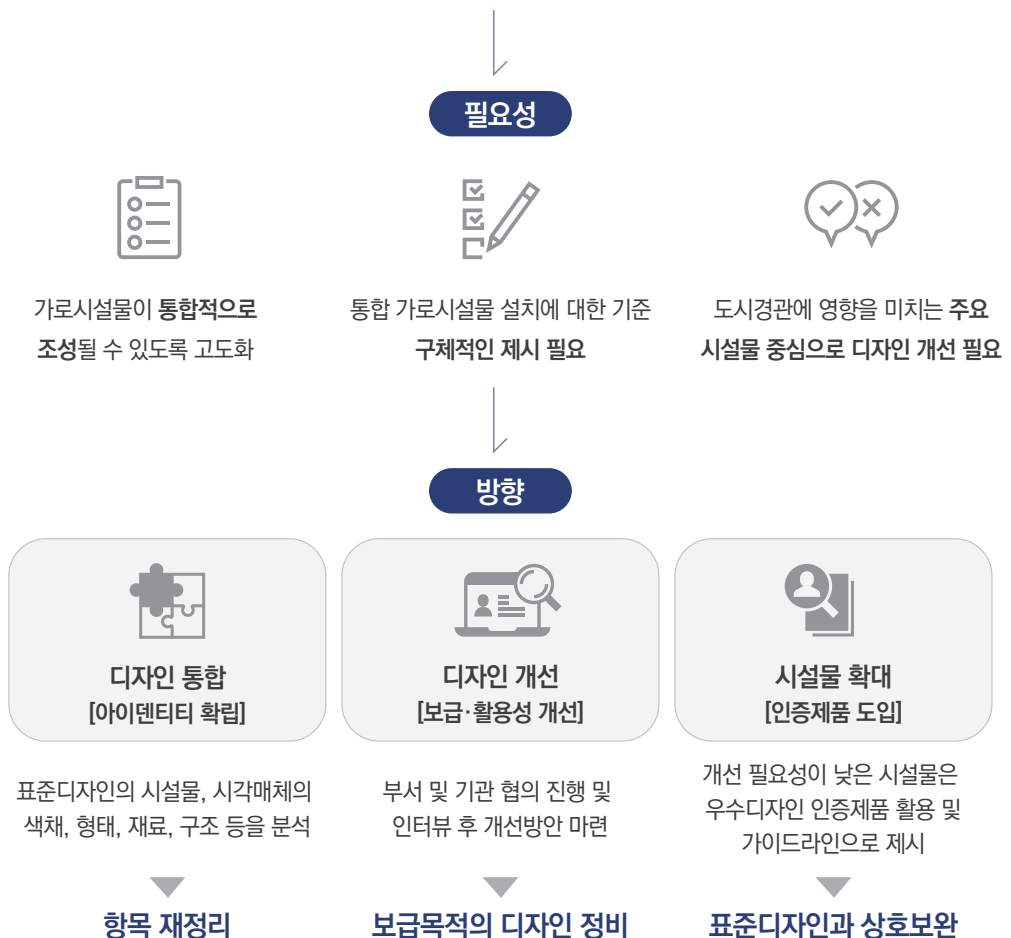 필요성
가로시설물이 통합적으로
조성될 수 있도록 고도화
통합 가로시설물 설치에 대한 기준
구체적인 제시 필요
도시경관에 영향을 미치는 주요
시설물 중심으로 디자인 개선 필요
방향
디자인 통합
[아이덴티티 확립]
표준디자인의 시설물, 시각매체의
색채, 형태, 재료, 구조 등을 분석
항목 재정리
디자인 개선
[보급·활용성 개선]
부서 및 기관 협의 진행 및
인터뷰 후 개선방안 마련
보급목적의 디자인 정비
시설물 확대
[인증제품 도입]
개선 필요성이 낮은 시설물은
우수디자인 인증제품 활용 및
가이드라인으로 제시
표준디자인과 상호보완